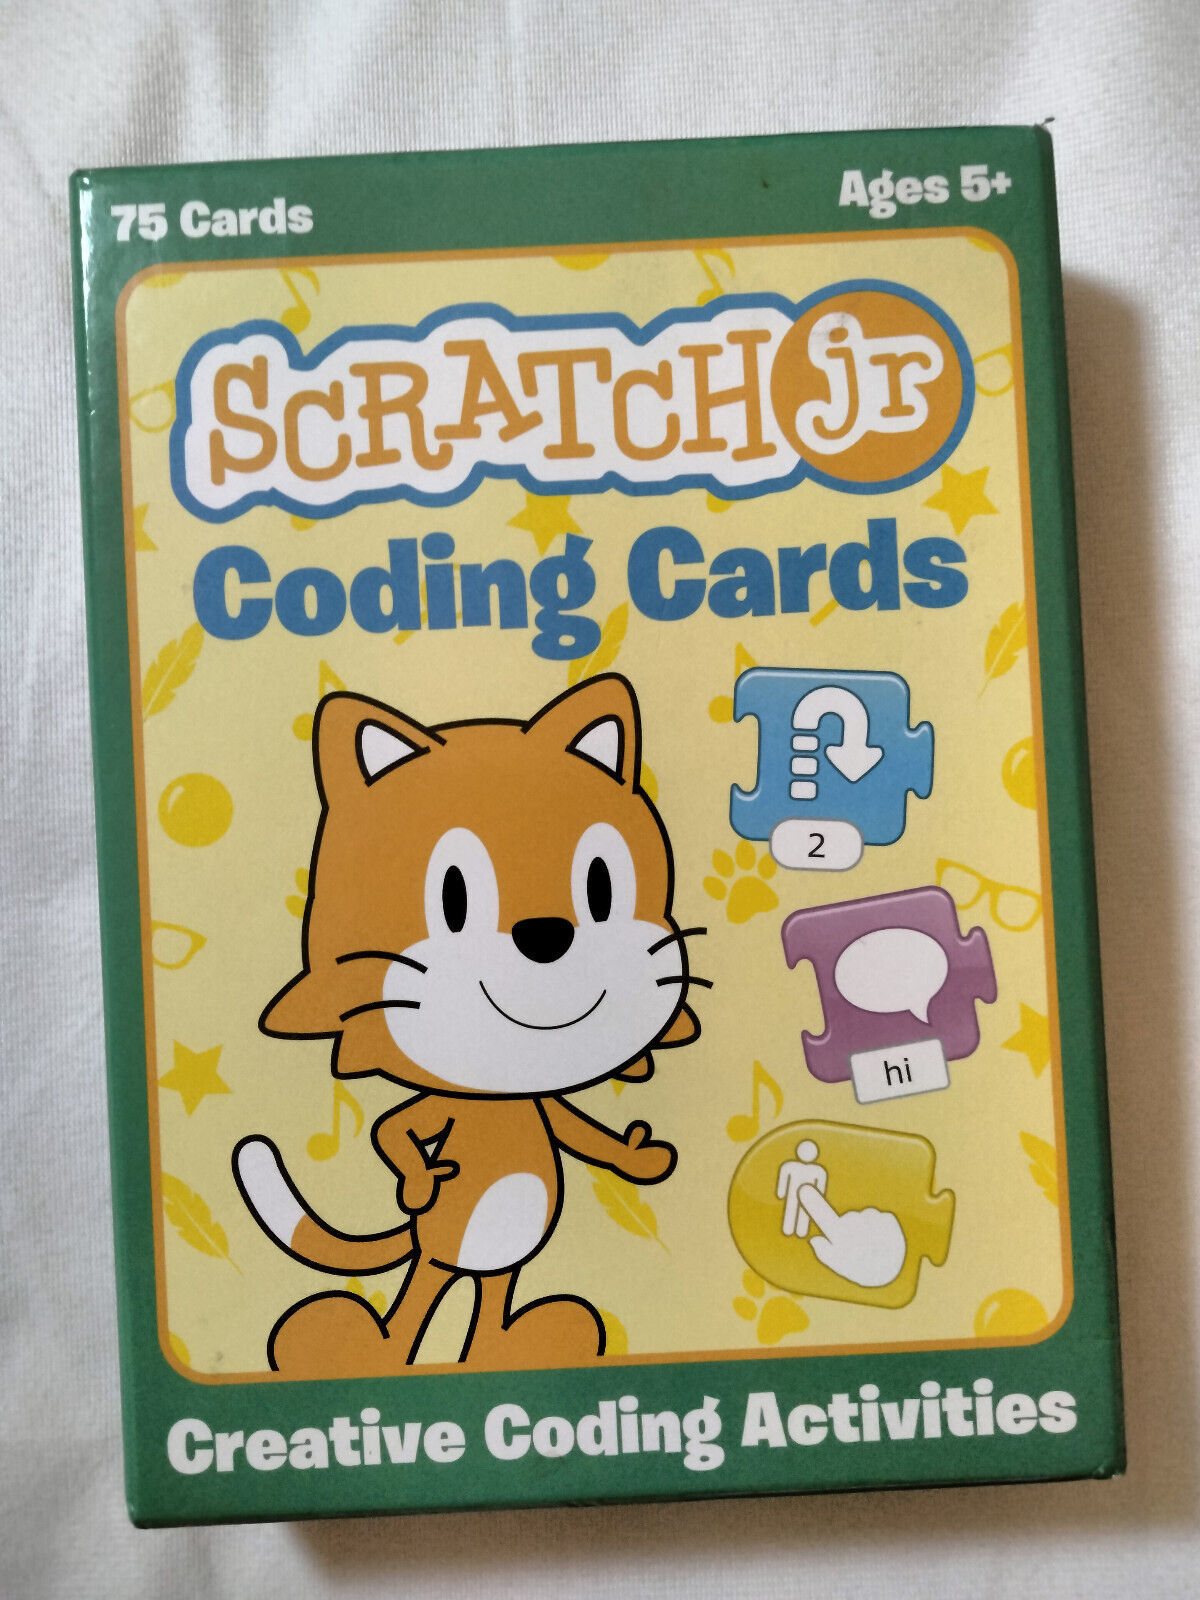 75 Cards
Ages 5+
SCRATCH jr
Coding Cards
2
hi
Creative Coding Activities